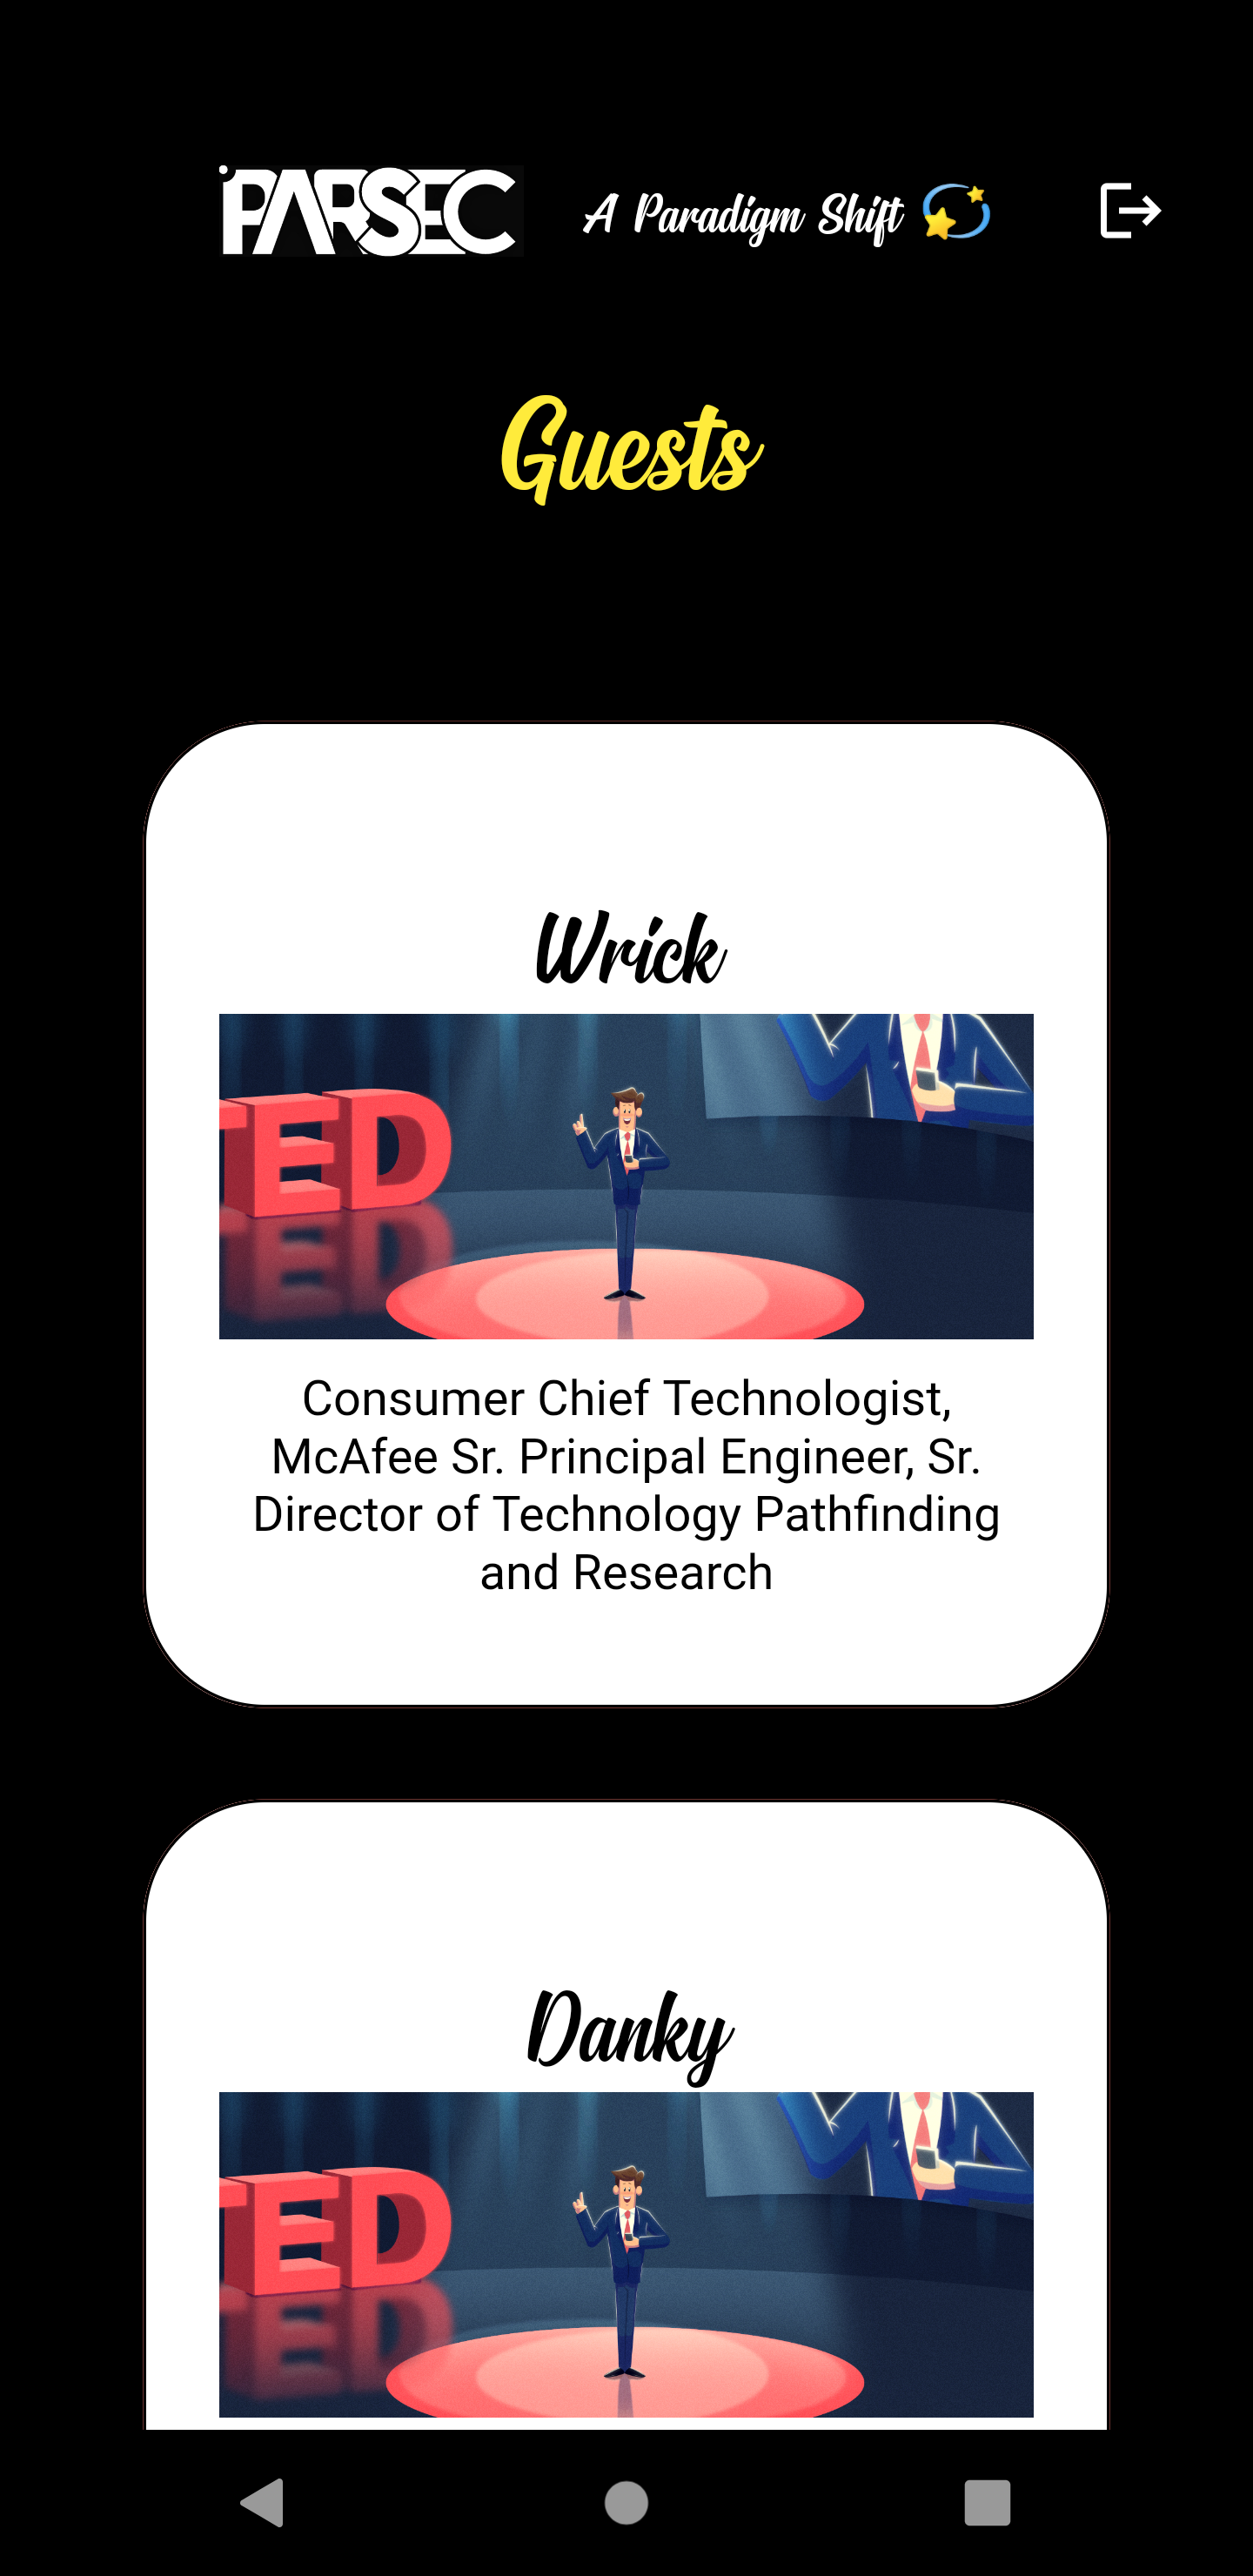 PARSEC
A Paradigm Shift
Guests
Wrick
TED
Consumer Chief Technologist,
McAfee Sr. Principal Engineer, Sr.
Director of Technology Pathfinding
and Research
Danky
TED